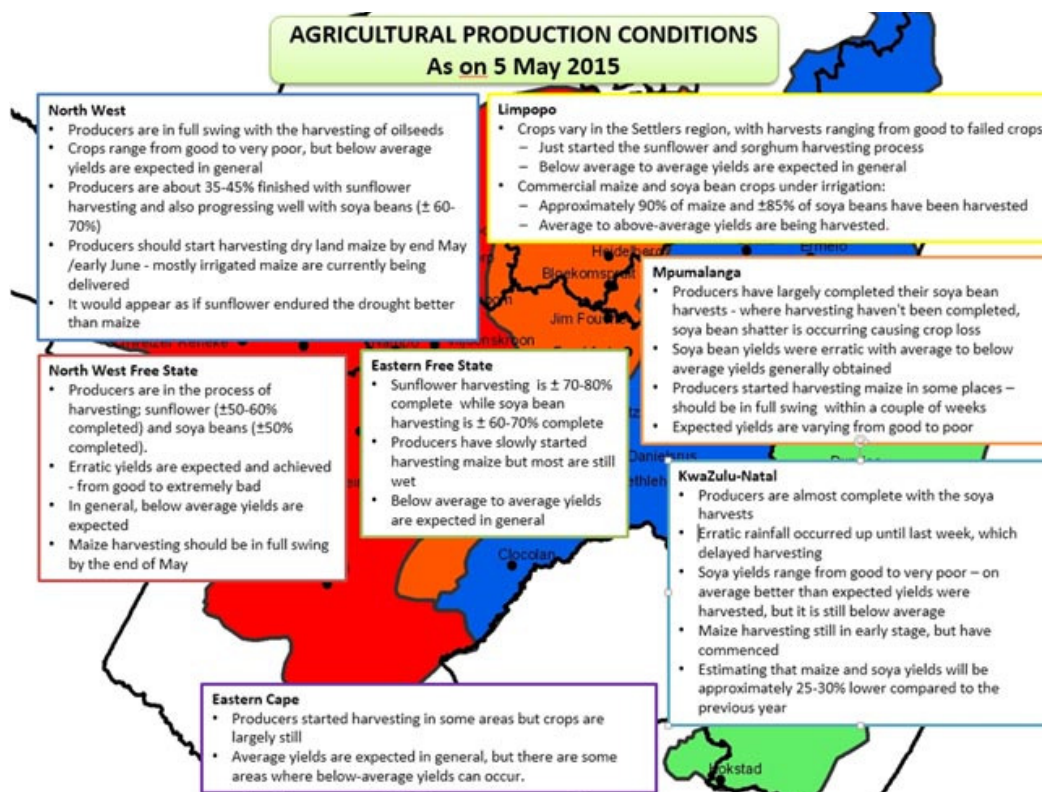 AGRICULTURAL PRODUCTION CONDITIONS
As on 5 May 2015
North West
• Producers are in full swing with the harvesting of oilseeds
• Crops range from good to very poor, but below average
yields are expected in general
• Producers are about 35-45% finished with sunflower
harvesting and also progressing well with soya beans (± 60-
70%)
• Producers should start harvesting dry land maize by end May
/early June - mostly irrigated maize are currently being
delivered
• It would appear as if sunflower endured the drought better
than maize
Limpopo
• Crops vary in the Settlers region, with harvests ranging from good to failed crops
– Just started the sunflower and sorghum harvesting process
– Below average to average yields are expected in general
• Commercial maize and soya bean crops under irrigation:
– Approximately 90% of maize and ±85% of soya beans have been harvested
– Average to above-average yields are being harvested.
Heidelberg
Ermelo
Bloekomspruit
Jim Fou
Mpumalanga
• Producers have largely completed their soya bean
harvests - where harvesting haven't been completed,
soya bean shatter is occurring causing crop loss
• Soya bean yields were erratic with average to below
average yields generally obtained
• Producers started harvesting maize in some places –
should be in full swing within a couple of weeks
• Expected yields are varying from good to poor
North West Free State
• Producers are in the process of
harvesting; sunflower (±50-60%
completed) and soya beans (±50%
completed).
• Erratic yields are expected and achieved
- from good to extremely bad
• In general, below average yields are
expected
• Maize harvesting should be in full swing
by the end of May
Eastern Free State
• Sunflower harvesting is ± 70-80%
complete while soya bean
harvesting is ± 60-70% complete
• Producers have slowly started
harvesting maize but most are still
wet
• Below average to average yields
are expected in general
Danielsrus
ethleh
Clocolan
KwaZulu-Natal
• Producers are almost complete with the soya
harvests
• Erratic rainfall occurred up until last week, which
delayed harvesting
• Soya yields range from good to very poor – on
average better than expected yields were
harvested, but it is still below average
• Maize harvesting still in early stage, but have
commenced
• Estimating that maize and soya yields will be
approximately 25-30% lower compared to the
previous year
Eastern Cape
• Producers started harvesting in some areas but crops are
largely still
• Average yields are expected in general, but there are some
areas where below-average yields can occur.
Kokstad